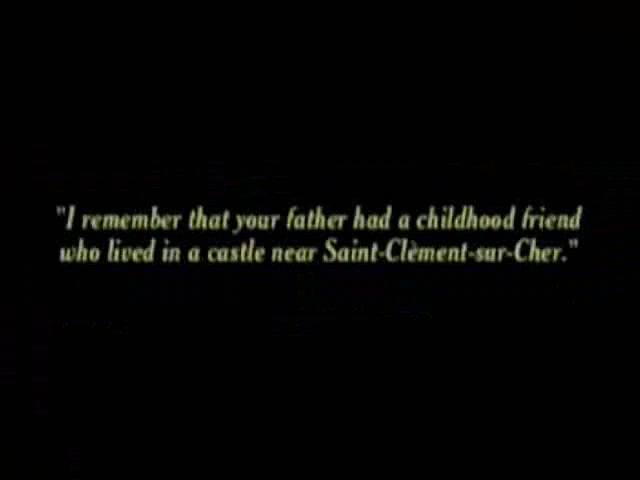 "I remember that your father had a childhood friend
who lived in a castle near Saint-Clèment-sur-Cher."